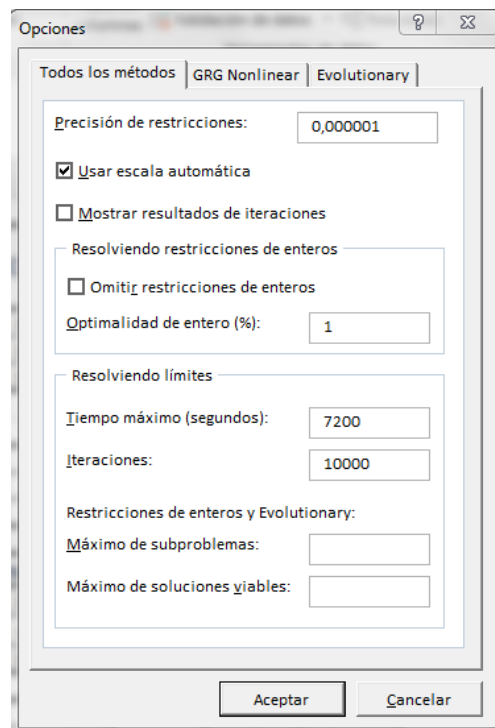 Opciones
Todos los métodos GRG Nonlinear Evolutionary
Precisión de restricciones: 0,000001
Usar escala automática
Mostrar resultados de iteraciones
Resolviendo restricciones de enteros
Omitir restricciones de enteros
Optimalidad de entero (%): 1
Resolviendo límites
Tiempo máximo (segundos): 7200
Iteraciones: 10000
Restricciones de enteros y Evolutionary:
Máximo de subproblemas:
Máximo de soluciones viables:
Aceptar Cancelar